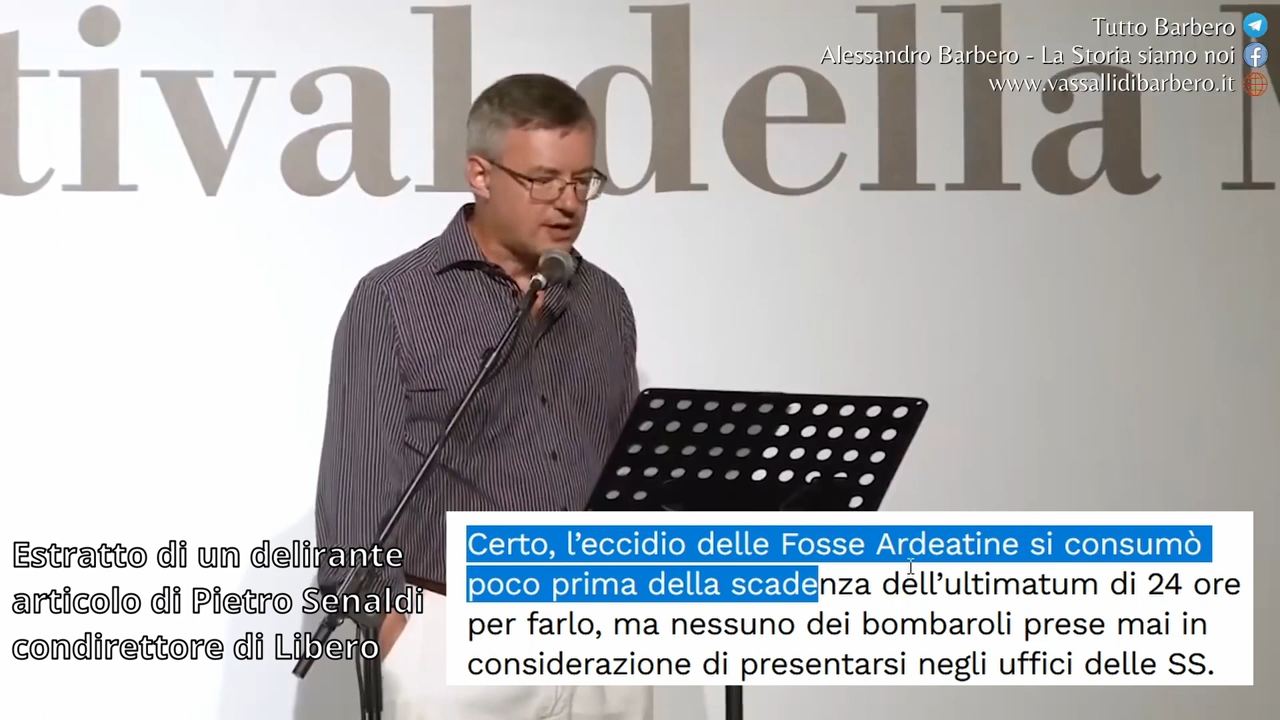 Tutto Barbero
Alessandro Barbero - La Storia siamo noi
www.vassallidibarbero.it
tival della M
Estratto di un delirante
articolo di Pietro Senaldi
condirettore di Libero
Certo, l’eccidio delle Fosse Ardeatine si consumò
poco prima della scadenza dell’ultimatum di 24 ore
per farlo, ma nessuno dei bombaroli prese mai in
considerazione di presentarsi negli uffici delle SS.